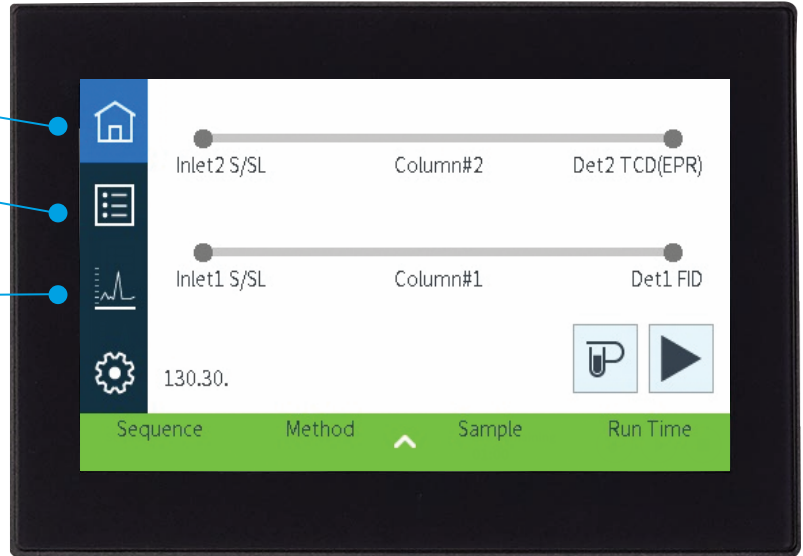 Inlet2 S/SL Column#2 Det2 TCD(EPR)
Inlet1 S/SL Column#1 Det1 FID
130.30.
Sequence Method Sample Run Time